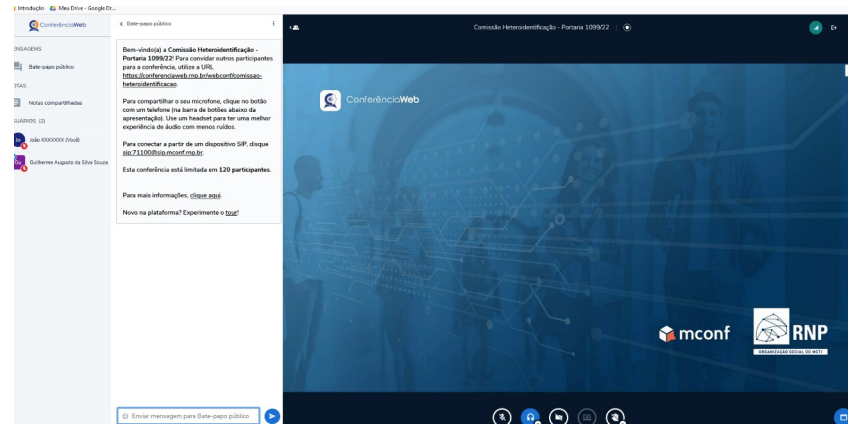 Introdução Meu Drive - Google Dr...
ConferênciaWeb
Bate-papo público
Comissão Heteroidentificação - Portaria 1099/22
ENSAGENS
Bate-papo público
OTAS
Notas compartilhadas
SUÁRIOS (2)
Jo João XXXXXXX (Você)
Gu Guilherme Augusto da Silva Souza
Bem-vindo(a) a Comissão Heteroidentificação -
Portaria 1099/22! Para convidar outros participantes
para a conferência, utilize a URL
https://conferenciaweb.rnp.br/webconf/comissao-
heteroidentificacao.
Para compartilhar o seu microfone, clique no botão
com um telefone (na barra de botões abaixo da
apresentação). Use um headset para ter uma melhor
experiência de áudio com menos ruídos.
Para conectar a partir de um dispositivo SIP, disque
sip:71100@sip.mconf.rnp.br.
Esta conferência está limitada em 120 participantes.
Para mais informações, clique aqui.
Novo na plataforma? Experimente o tour!
Enviar mensagem para Bate-papo público
ConferênciaWeb
mconf
RNP
ORGANIZAÇÃO SOCIAL DO MCTI